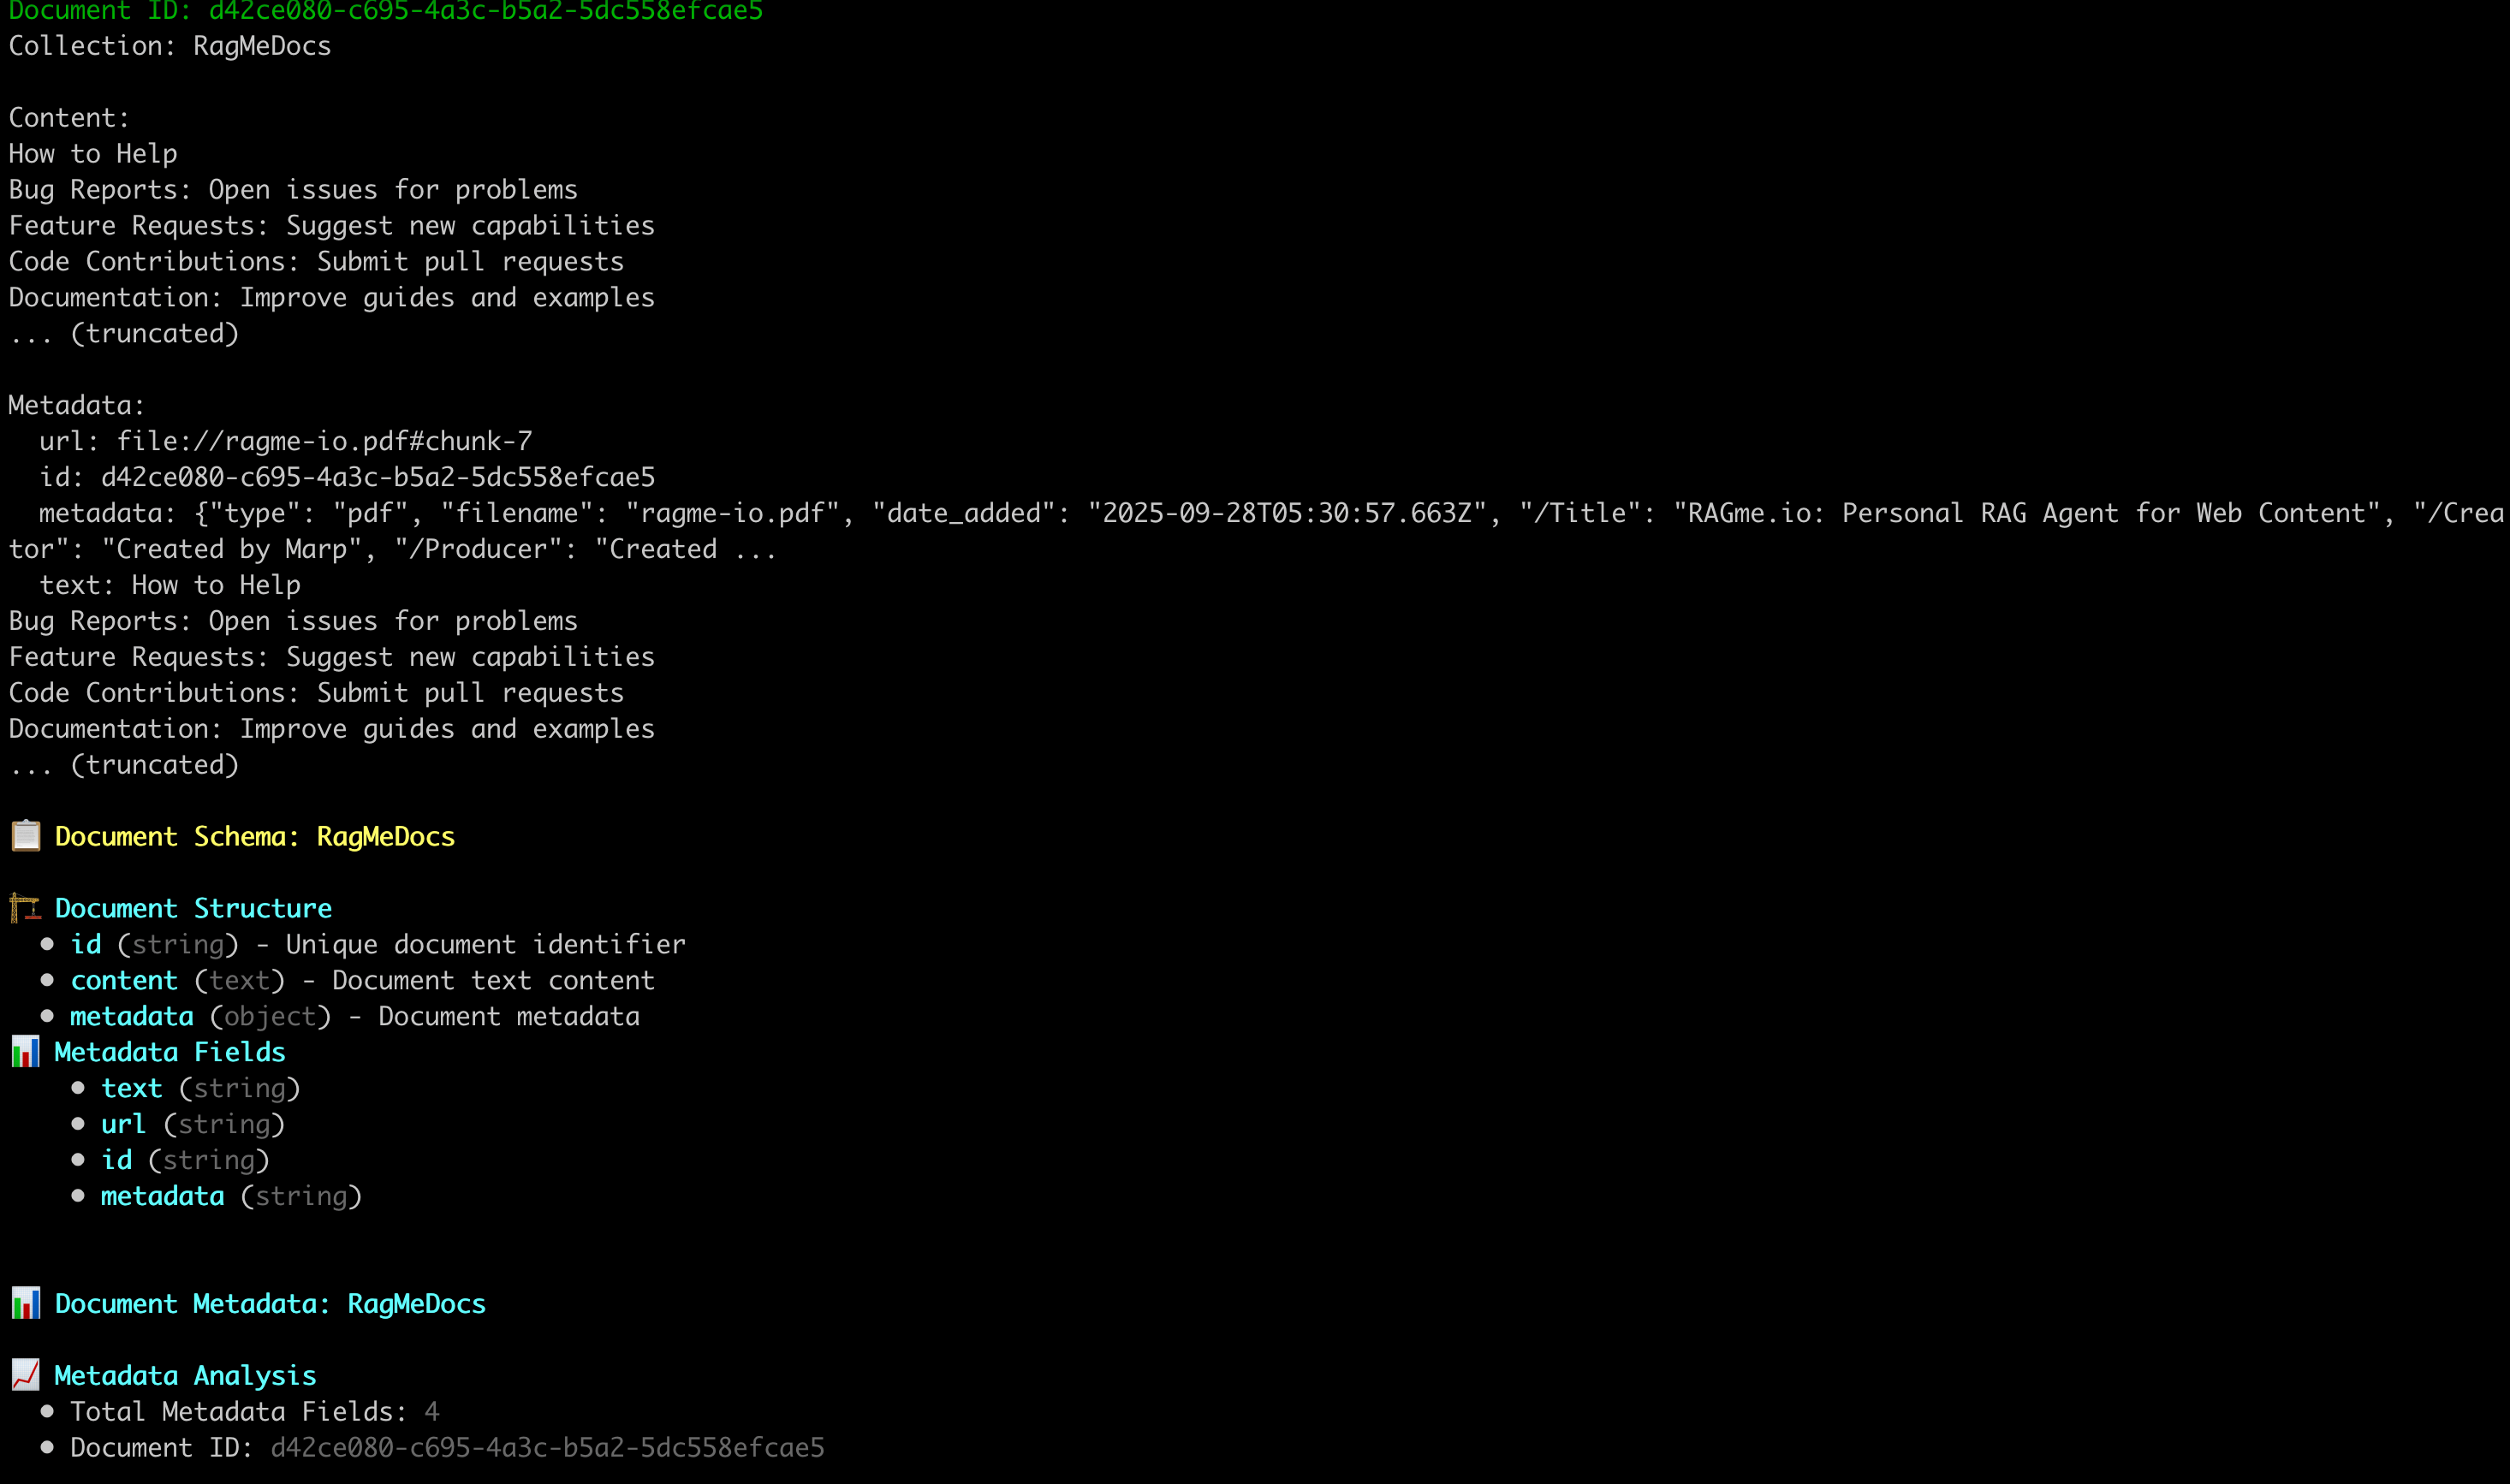 Document ID: d42ce080-c695-4a3c-b5a2-5dc558efcae5
Collection: RagMeDocs

Content:
How to Help
Bug Reports: Open issues for problems
Feature Requests: Suggest new capabilities
Code Contributions: Submit pull requests
Documentation: Improve guides and examples
... (truncated)

Metadata:
  url: file://ragme-io.pdf#chunk-7
  id: d42ce080-c695-4a3c-b5a2-5dc558efcae5
  metadata: {"type": "pdf", "filename": "ragme-io.pdf", "date_added": "2025-09-28T05:30:57.663Z", "/Title": "RAGme.io: Personal RAG Agent for Web Content", "/Crea
tor": "Created by Marp", "/Producer": "Created ...
  text: How to Help
Bug Reports: Open issues for problems
Feature Requests: Suggest new capabilities
Code Contributions: Submit pull requests
Documentation: Improve guides and examples
... (truncated)

📋 Document Schema: RagMeDocs

🏗️ Document Structure
  • id (string) - Unique document identifier
  • content (text) - Document text content
  • metadata (object) - Document metadata
📊 Metadata Fields
    • text (string)
    • url (string)
    • id (string)
    • metadata (string)

📊 Document Metadata: RagMeDocs

📈 Metadata Analysis
  • Total Metadata Fields: 4
  • Document ID: d42ce080-c695-4a3c-b5a2-5dc558efcae5